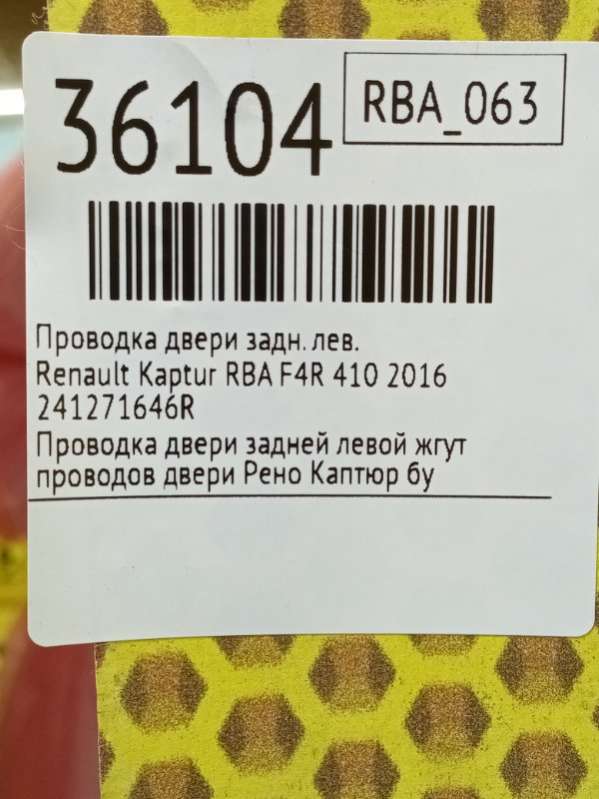 36104
RBA_063
Проводка двери задн. лев.
Renault Kaptur RBA F4R 410 2016
241271646R
Проводка двери задней левой жгут
проводов двери Рено Каптюр бу